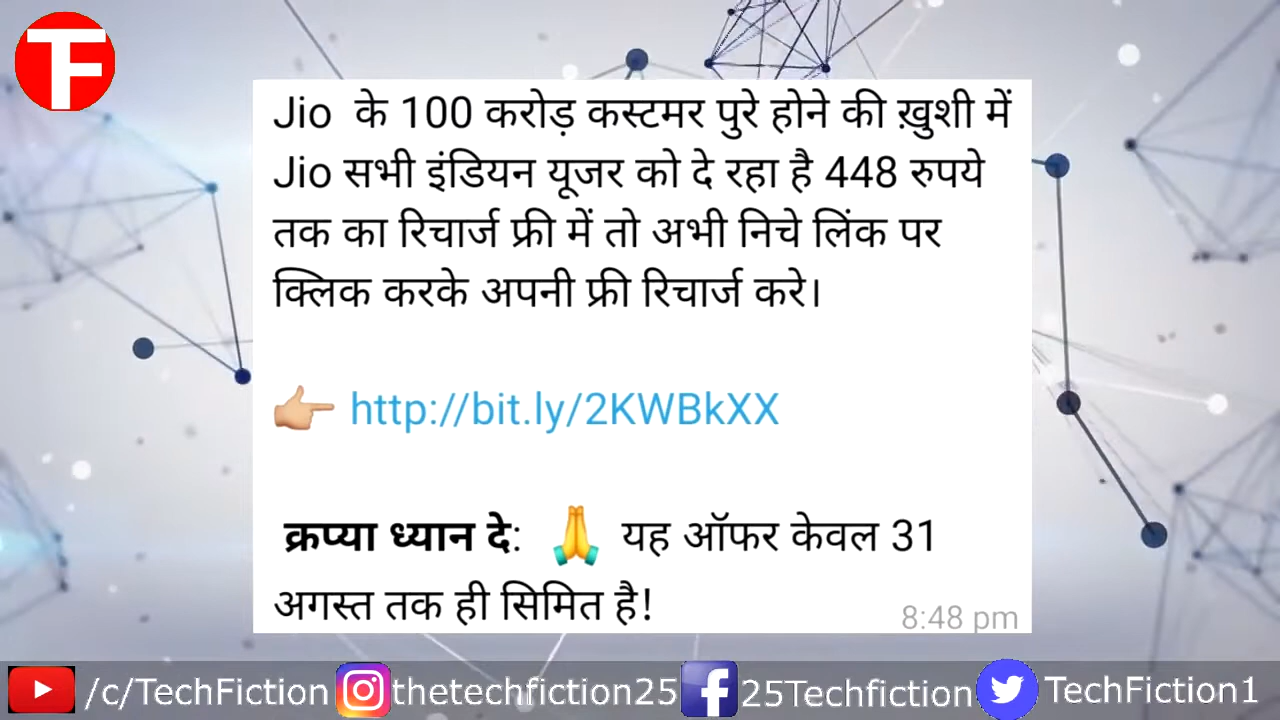 TF
Jio के 100 करोड़ कस्टमर पुरे होने की ख़ुशी में
Jio सभी इंडियन यूजर को दे रहा है 448 रुपये
तक का रिचार्ज फ्री में तो अभी निचे लिंक पर
क्लिक करके अपनी फ्री रिचार्ज करे।
👉 http://bit.ly/2KWBkXX
क्रप्या ध्यान दे: 🙏 यह ऑफर केवल 31
अगस्त तक ही सिमित है!
8:48 pm
/c/TechFiction thetechfiction25 25Techfiction TechFiction1